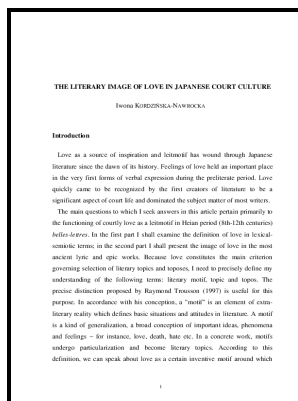 THE LITERARY IMAGE OF LOVE IN JAPANESE COURT CULTURE
Iwona KORDZIŃSKA-NAWROCKA
Introduction
Love as a source of inspiration and leitmotif has wound through Japanese
literature since the dawn of its history. Feelings of love held an important place
in the very first forms of verbal expression during the preliterate period. Love
quickly came to be recognized by the first creators of literature to be a
significant aspect of court life and dominated the subject matter of most writers.
The main questions to which I seek answers in this article pertain primarily to
the functioning of courtly love as a leitmotif in Heian period (8th-12th centuries)
belles-lettres. In the first part I shall examine the definition of love in lexical-
semiotic terms; in the second part I shall present the image of love in the most
ancient lyric and epic works. Because love constitutes the main criterion
governing selection of literary topics and toposes, I need to precisely define my
understanding of the following terms: literary motif, topic and topos. The
precise distinction proposed by Raymond Trousson (1997) is useful for this
purpose. In accordance with his conception, a "motif" is an element of extra-
literary reality which defines basic situations and attitudes in literature. A motif
is a kind of generalization, a broad conception of important ideas, phenomena
and feelings – for instance, love, death, hate etc. In a concrete work, motifs
undergo particularization and become literary topics. According to this
definition, we can speak about love as a certain inventive motif around which
1